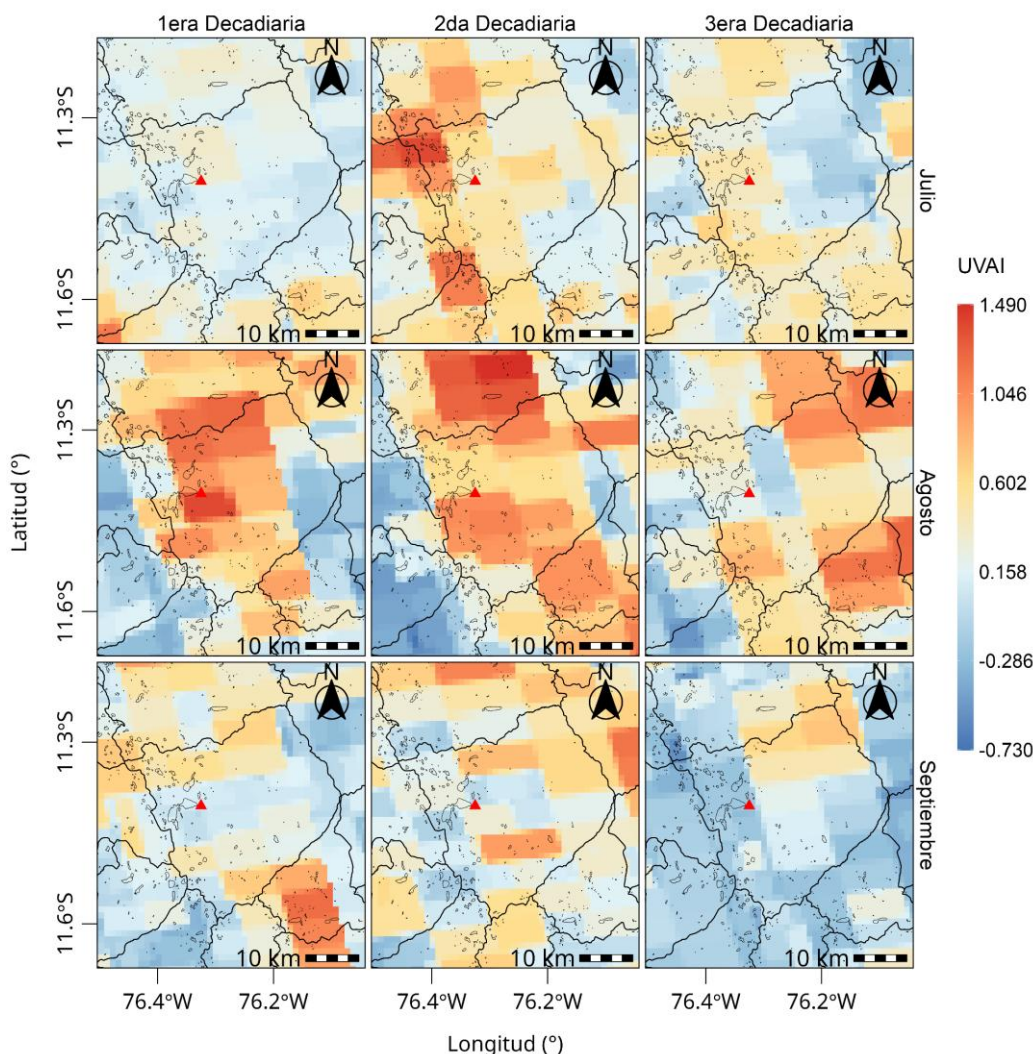 1era Decadiaria 2da Decadiaria 3era Decadiaria
N N N
11.3°S
11.6°S
10 km 10 km 10 km
Julio
N N N
11.3°S
11.6°S
10 km 10 km 10 km
Agosto
N N N
11.3°S
11.6°S
10 km 10 km 10 km
Septiembre
Latitud (°)
76.4°W 76.2°W 76.4°W 76.2°W 76.4°W 76.2°W
Longitud (°)
UVAI
1.490
1.046
0.602
0.158
-0.286
-0.730